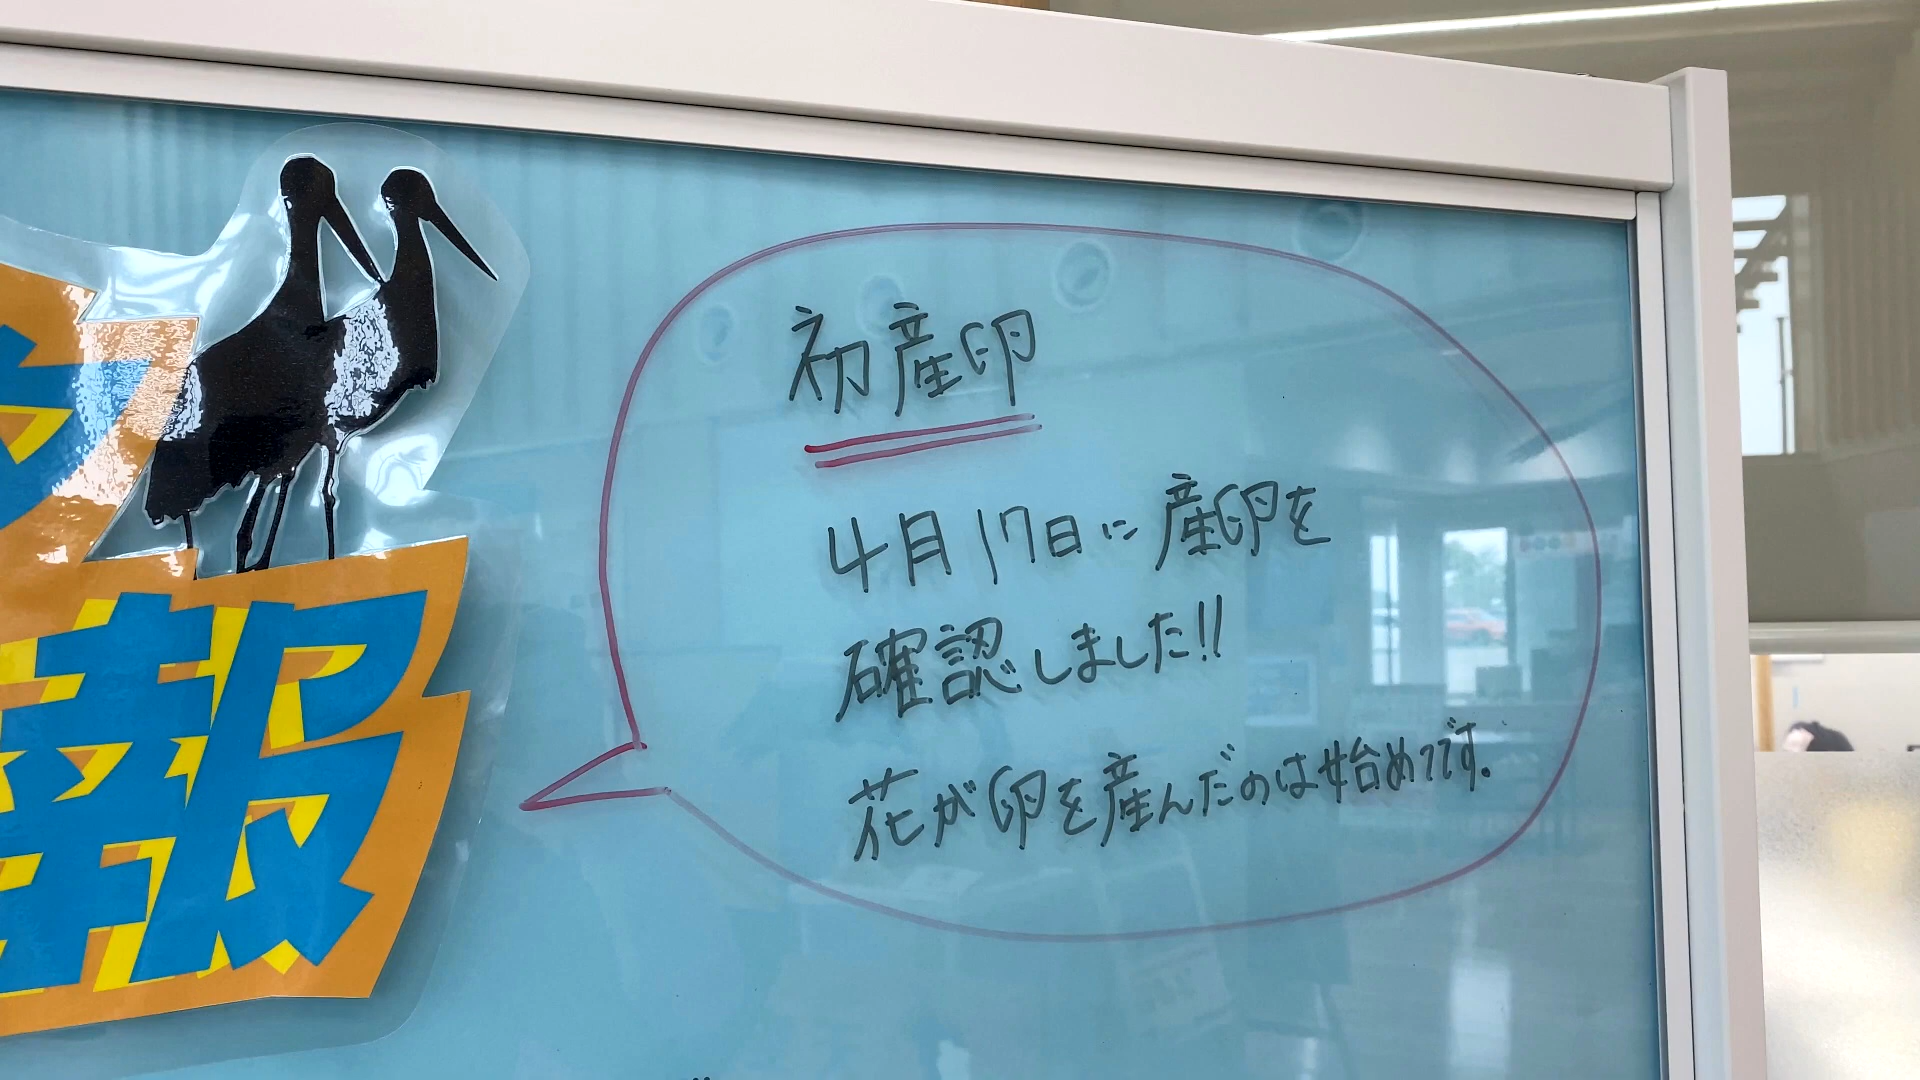 初産卵
4月17日に産卵を
確認しました!!
花が卵を産んだのは始めてです。
報